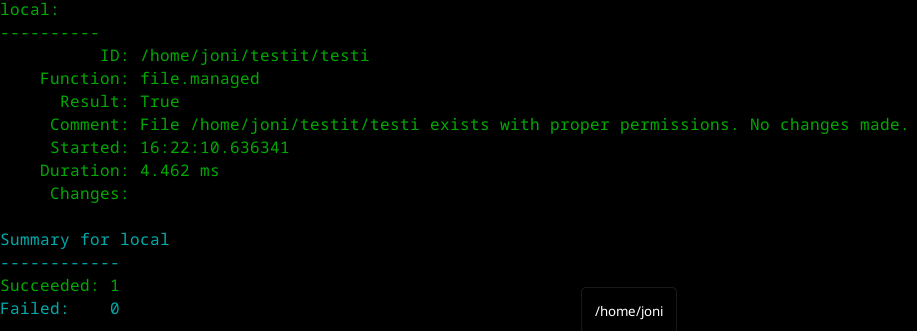 local:
----------
          ID: /home/joni/testit/testi
    Function: file.managed
      Result: True
     Comment: File /home/joni/testit/testi exists with proper permissions. No changes made.
     Started: 16:22:10.636341
    Duration: 4.462 ms
     Changes:
Summary for local
------------
Succeeded: 1
Failed:    0
/home/joni